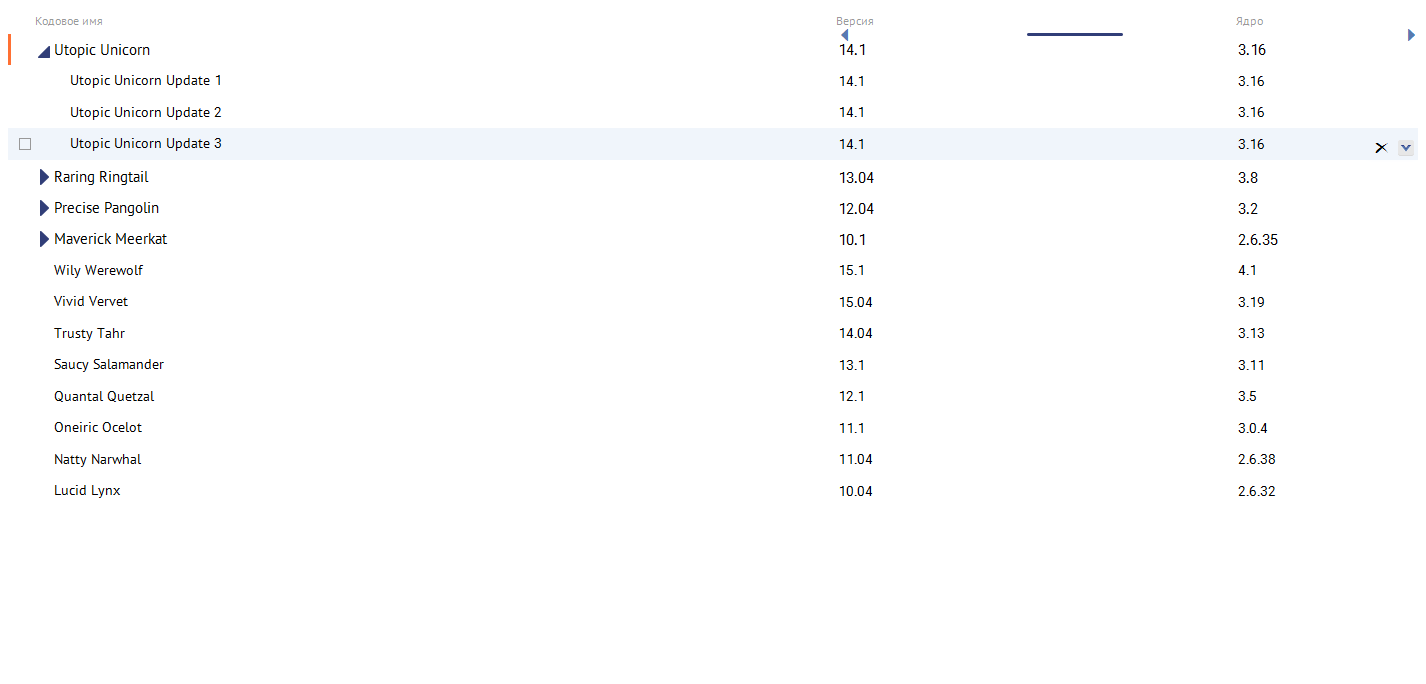 Кодовое имя Версия Ядро
Utopic Unicorn 14.1 3.16
Utopic Unicorn Update 1 14.1 3.16
Utopic Unicorn Update 2 14.1 3.16
Utopic Unicorn Update 3 14.1 3.16
Raring Ringtail 13.04 3.8
Precise Pangolin 12.04 3.2
Maverick Meerkat 10.1 2.6.35
Wily Werewolf 15.1 4.1
Vivid Vervet 15.04 3.19
Trusty Tahr 14.04 3.13
Saucy Salamander 13.1 3.11
Quantal Quetzal 12.1 3.5
Oneiric Ocelot 11.1 3.0.4
Natty Narwhal 11.04 2.6.38
Lucid Lynx 10.04 2.6.32